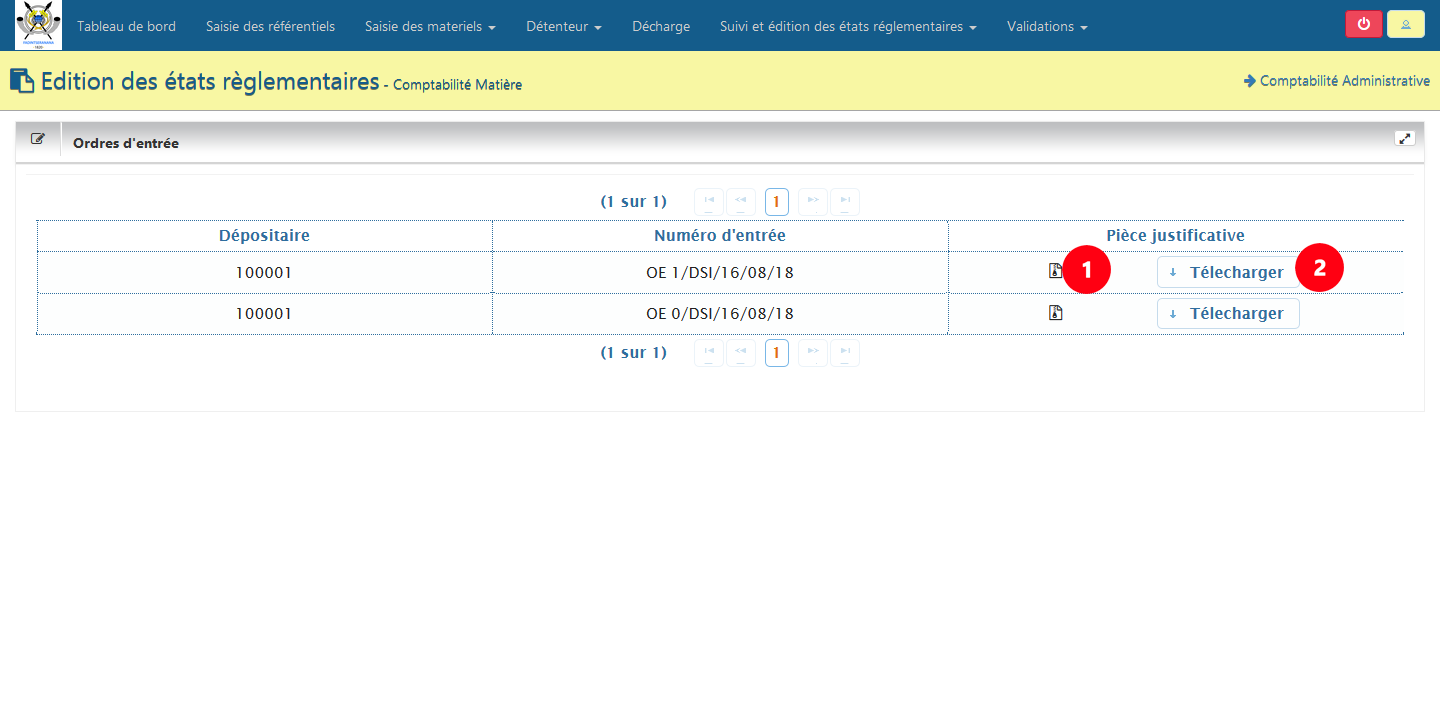 Tableau de bord Saisie des référentiels Saisie des materiels Détenteur Décharge Suivi et édition des états réglementaires Validations
Edition des états règlementaires - Comptabilité Matière
Comptabilité Administrative
Ordres d'entrée
(1 sur 1) 1
Dépositaire Numéro d'entrée Pièce justificative
100001 OE 1/DSI/16/08/18 1 Télecharger 2
100001 OE 0/DSI/16/08/18 Télecharger
(1 sur 1) 1